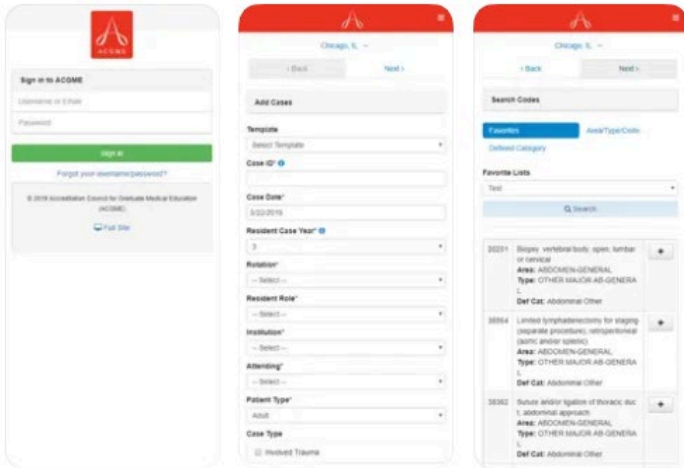 ACGME
Sign in to ACGME
Username or Email
Password
Sign in
Forgot your username/password?
© 2019 Accreditation Council for Graduate Medical Education
(ACGME)
Full Site
Chicago, IL
‹ Back
Next ›
Add Cases
Template
Select Template
Case ID*
Case Date*
5/22/2019
Resident Case Year*
3
Rotation*
-- Select --
Resident Role*
-- Select --
Institution*
-- Select --
Attending*
-- Select --
Patient Type*
Adult
Case Type
Involved Trauma
Chicago, IL
‹ Back
Next ›
Search Codes
Favorites
Area/Type/Code
Defined Category
Favorite Lists
Test
Search
20251 Biopsy, vertebral body, open; lumbar
or cervical
Area: ABDOMEN-GENERAL
Type: OTHER MAJOR AB-GENERA
L
Def Cat: Abdominal Other
+
38564 Limited lymphadenectomy for staging
(separate procedure); retroperitoneal
(aortic and/or splenic)
Area: ABDOMEN-GENERAL
Type: OTHER MAJOR AB-GENERA
L
Def Cat: Abdominal Other
+
38382 Suture and/or ligation of thoracic duc
t; abdominal approach
Area: ABDOMEN-GENERAL
Type: OTHER MAJOR AB-GENERA
L
Def Cat: Abdominal Other
+